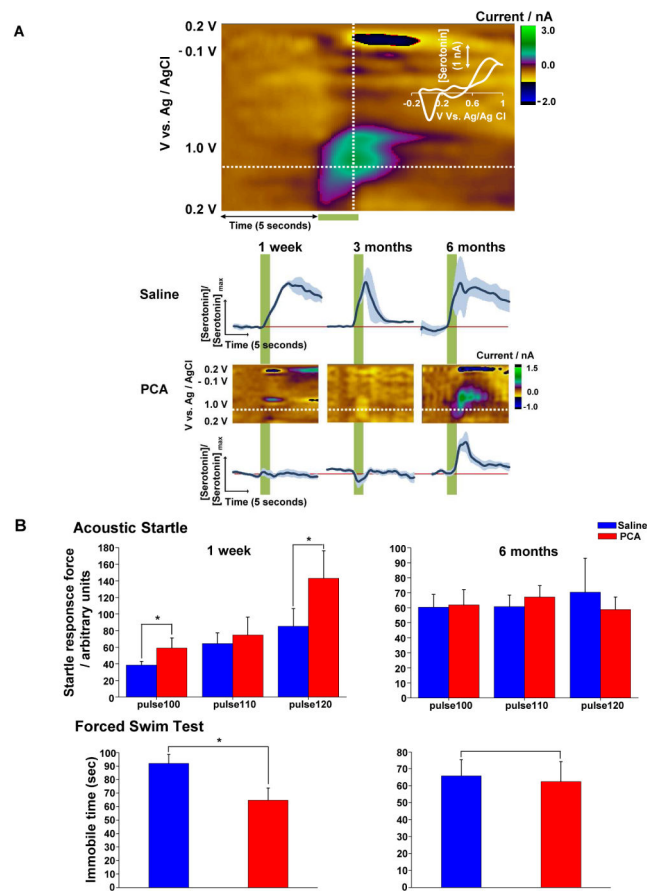 A
Current / nA
0.2 V
- 0.1 V
1.0 V
0.2 V
V vs. Ag / AgCl
3.0
0.0
- 2.0
[Serotonin]
(1 nA)
-0.2 0.2 0.6 1
V Vs. Ag/Ag Cl
Time (5 seconds)
1 week 3 months 6 months
Saline
[Serotonin]/
[Serotonin]max
Time (5 seconds)
Current / nA
PCA
V vs. Ag / AgCl
0.2 V
- 0.1 V
1.0 V
0.2 V
1.5
0.0
-1.0
[Serotonin]/
[Serotonin]max
Time (5 seconds)
B
Acoustic Startle
Saline
PCA
1 week
6 months
Startle responsce force
/ arbitrary units
180
160
140
120
100
80
60
40
20
0
*
*
pulse100 pulse110 pulse120
100
90
80
70
60
50
40
30
20
10
0
pulse100 pulse110 pulse120
Forced Swim Test
Immobile time (sec)
100
90
80
70
60
50
40
30
20
10
0
*
80
70
60
50
40
30
20
10
0